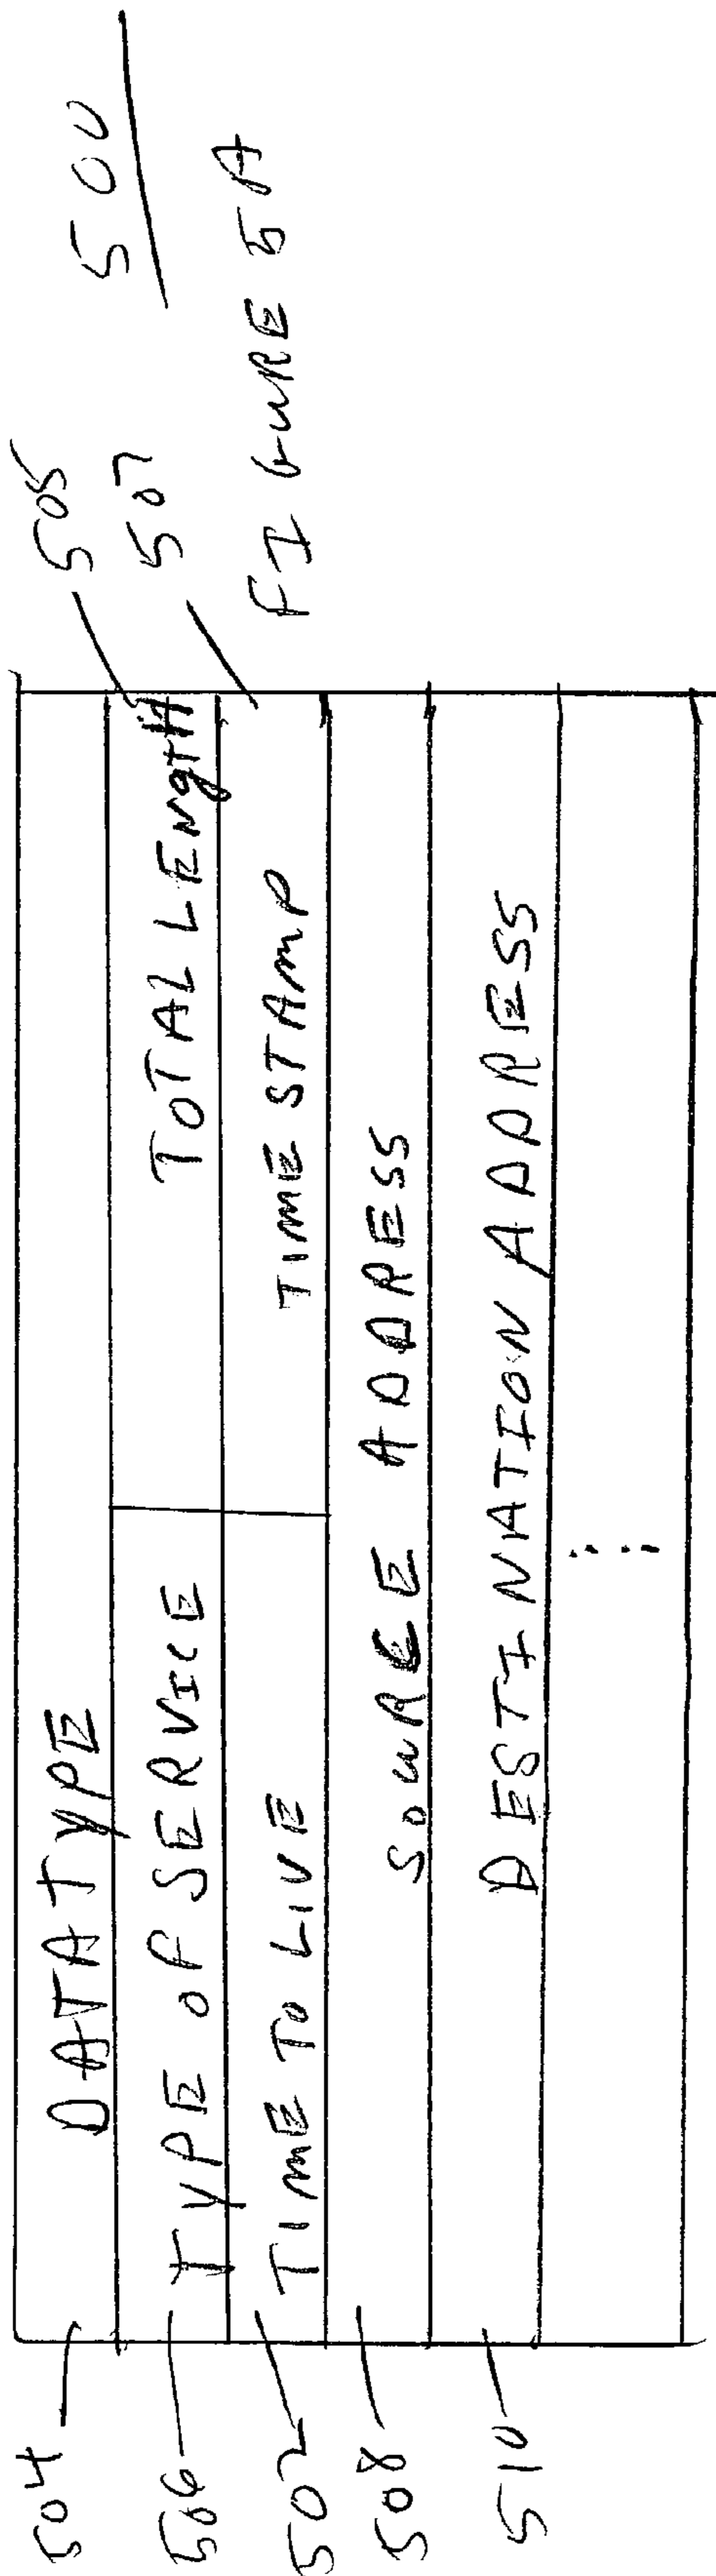 504 DATA TYPE 505
506 TYPE OF SERVICE TOTAL LENgtH 507 500
502 TIME TO LIVE TIME STAMP FIGURE 5A
508 SOURCE ADDRESS
510 DESTINATION ADDRESS